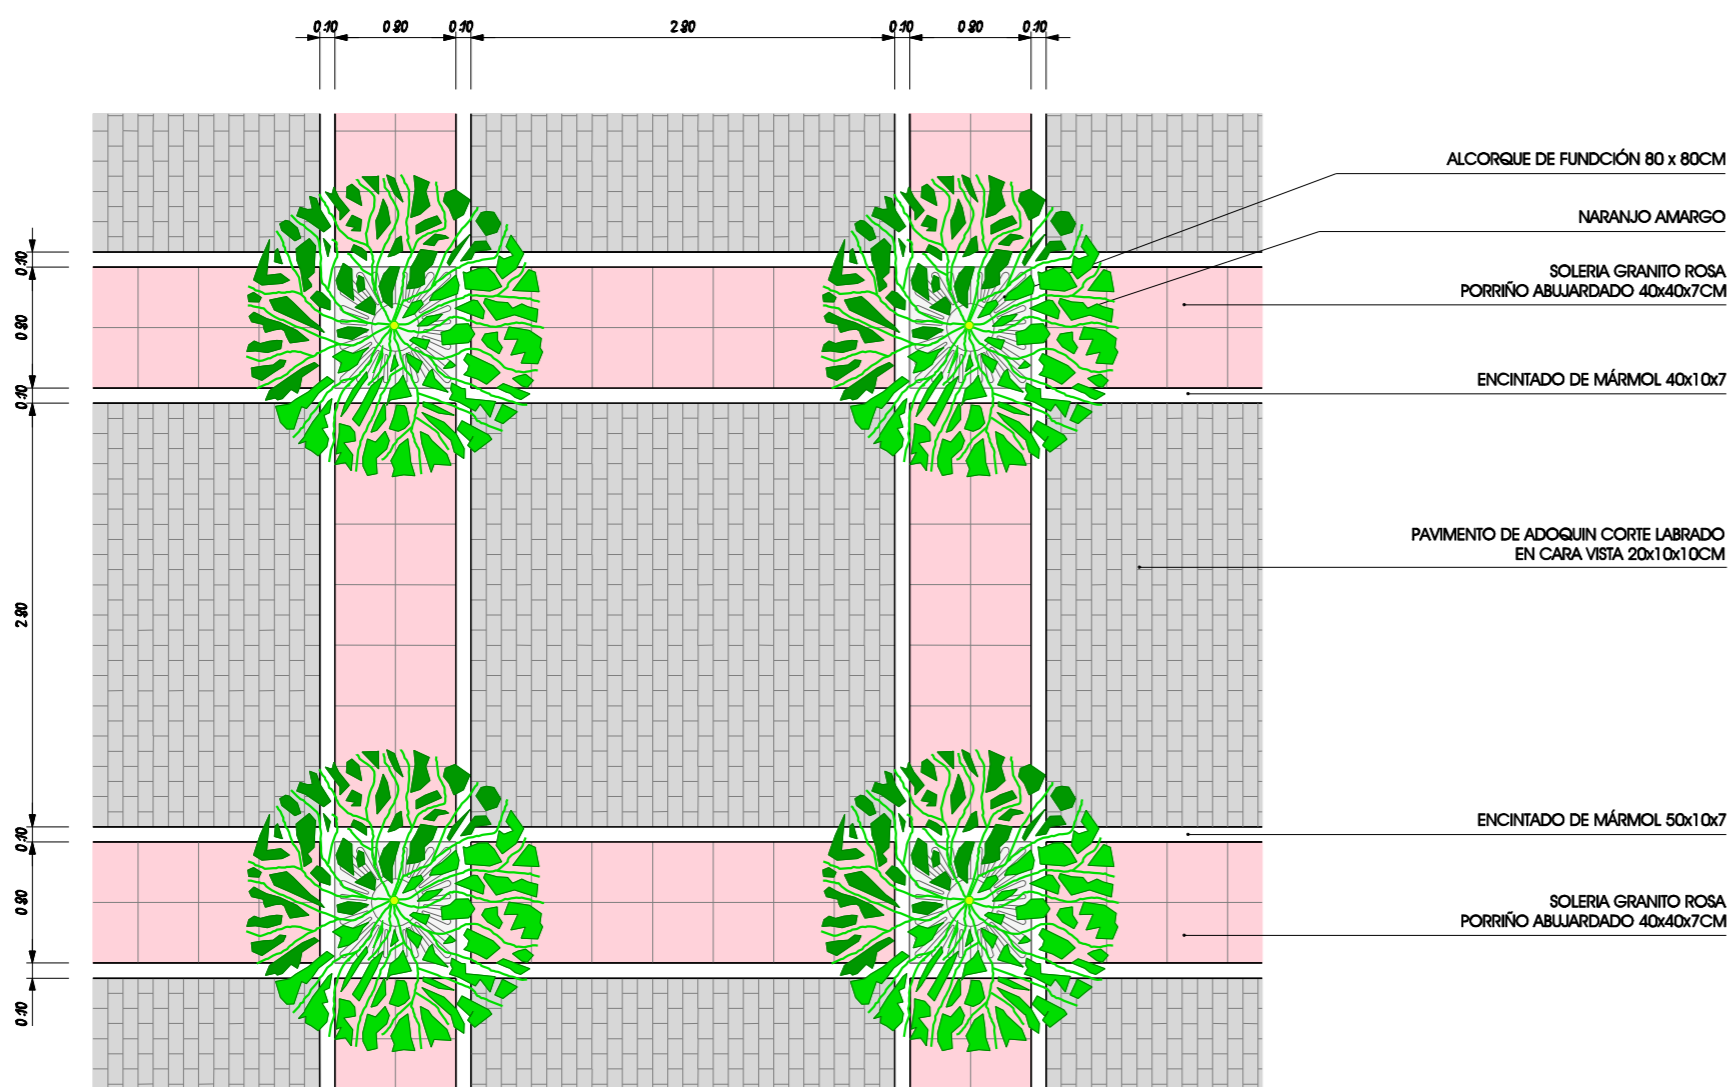 0.10 0.80 0.10 2.80 0.10 0.80 0.10
ALCORQUE DE FUNDCIÓN 80 x 80CM
NARANJO AMARGO
SOLERIA GRANITO ROSA
PORRIÑO ABUJARDADO 40x40x7CM
ENCINTADO DE MÁRMOL 40x10x7
PAVIMENTO DE ADOQUIN CORTE LABRADO
EN CARA VISTA 20x10x10CM
ENCINTADO DE MÁRMOL 50x10x7
SOLERIA GRANITO ROSA
PORRIÑO ABUJARDADO 40x40x7CM
0.10
0.80
0.10
2.80
0.10
0.80
0.10